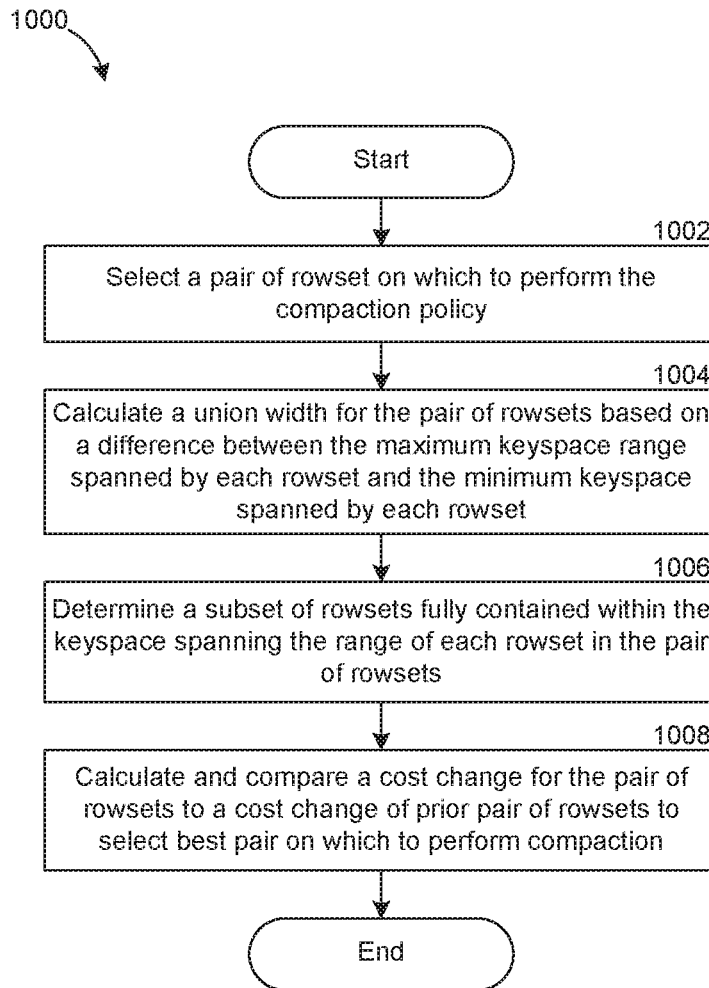 1000
Start
1002
Select a pair of rowset on which to perform the
compaction policy
1004
Calculate a union width for the pair of rowsets based on
a difference between the maximum keyspace range
spanned by each rowset and the minimum keyspace
spanned by each rowset
1006
Determine a subset of rowsets fully contained within the
keyspace spanning the range of each rowset in the pair
of rowsets
1008
Calculate and compare a cost change for the pair of
rowsets to a cost change of prior pair of rowsets to
select best pair on which to perform compaction
End